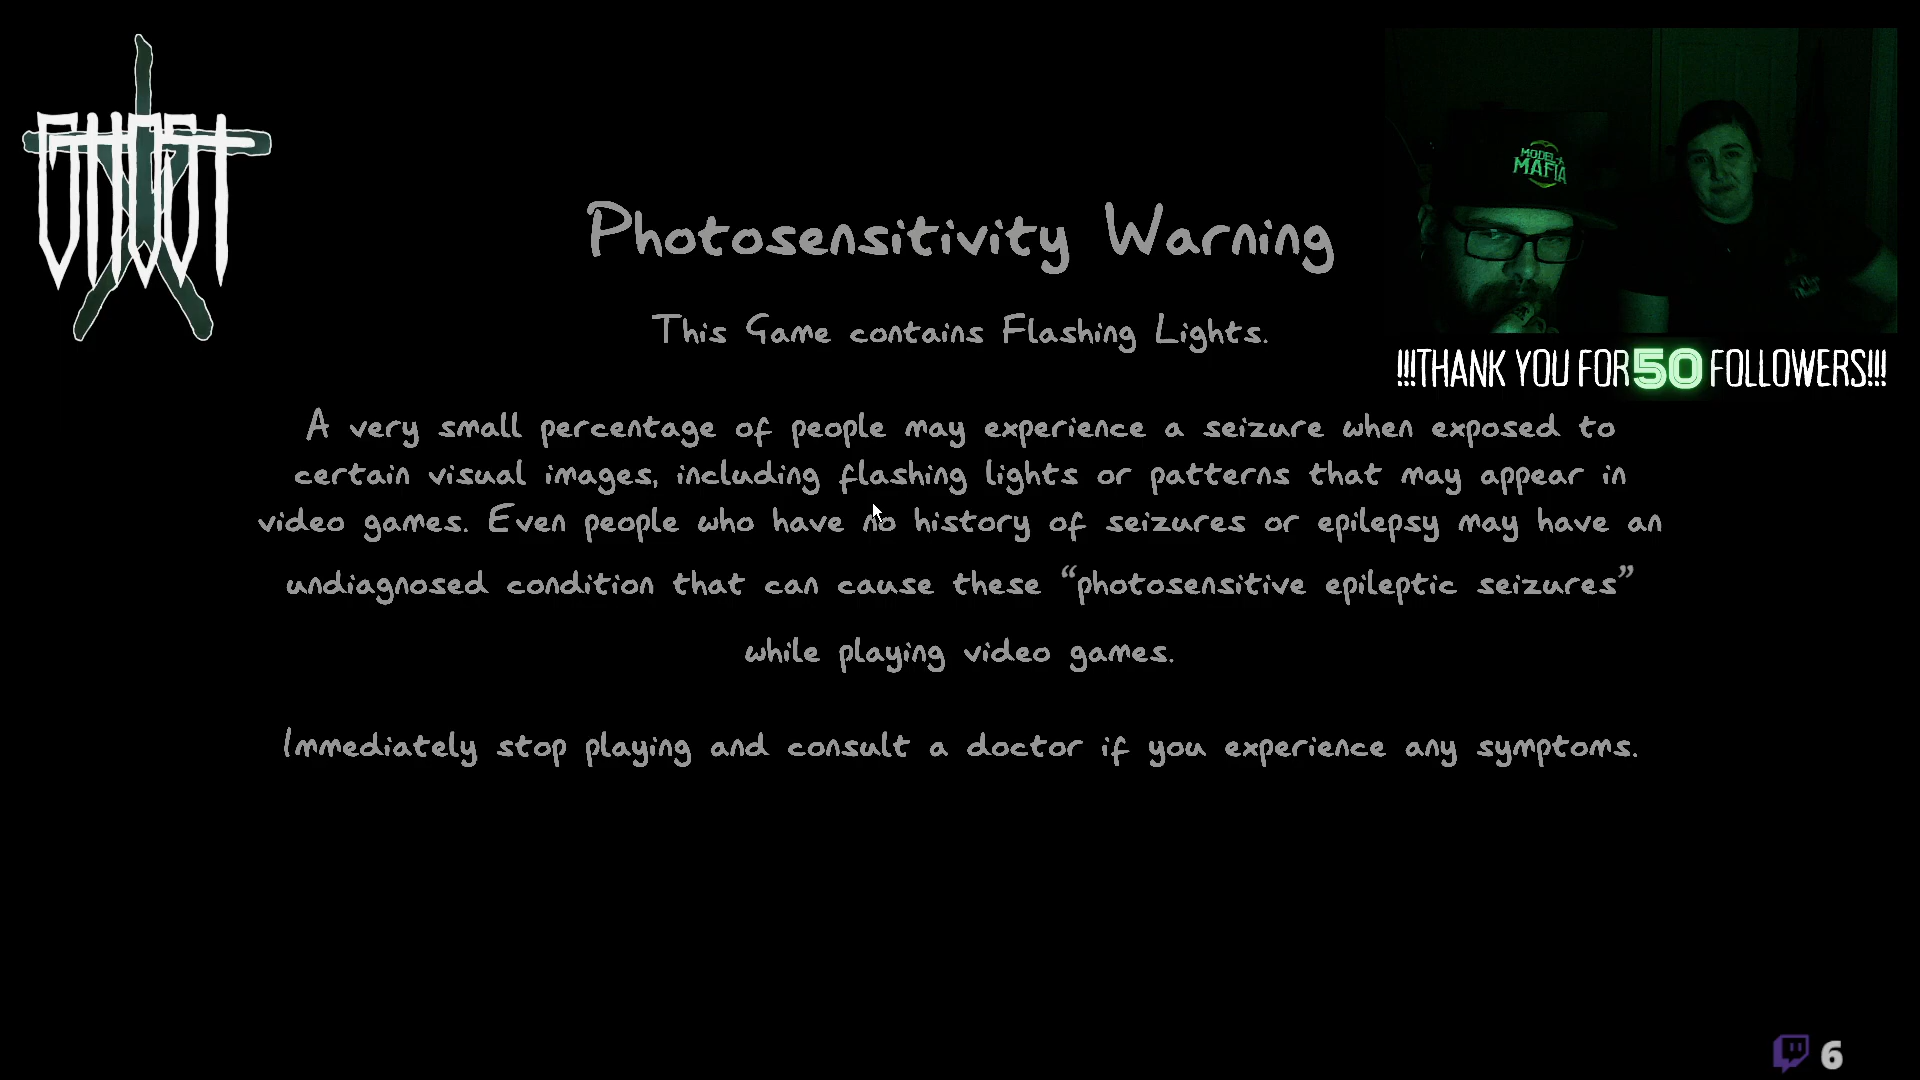 GHOST
MODEL-A
MAFIA
!!!THANK YOU FOR 50 FOLLOWERS!!!
Photosensitivity Warning
This Game contains Flashing Lights.
A very small percentage of people may experience a seizure when exposed to
certain visual images, including flashing lights or patterns that may appear in
video games. Even people who have no history of seizures or epilepsy may have an
undiagnosed condition that can cause these “photosensitive epileptic seizures”
while playing video games.
Immediately stop playing and consult a doctor if you experience any symptoms.
6